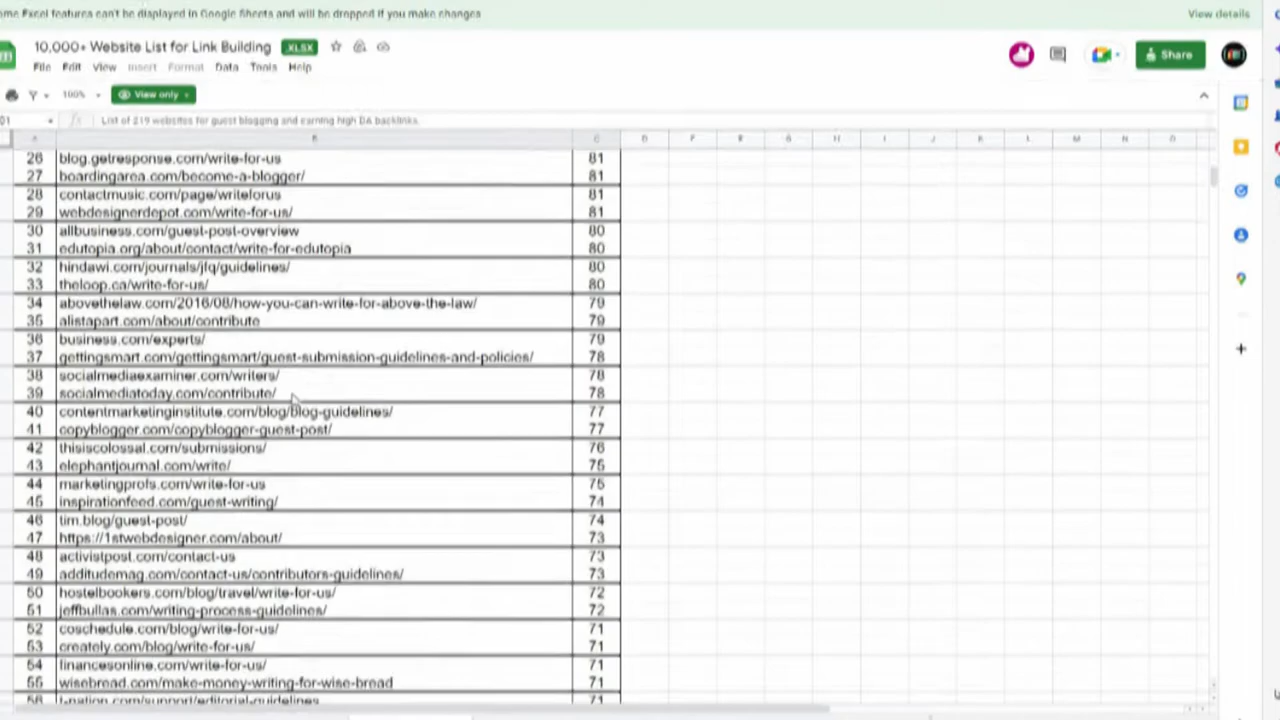 me Excel features can't be displayed in Google Sheets and will be dropped if you make changes View details
10,000+ Website List for Link Building .XLSX
Share
File Edit View Insert Format Data Tools Help
100% View only
List of 219 websites for guest blogging and earning high DA backlinks.
26 blog.getresponse.com/write-for-us 81
27 boardingarea.com/become-a-blogger/ 81
28 contactmusic.com/page/writeforus 81
29 webdesignerdepot.com/write-for-us/ 81
30 allbusiness.com/guest-post-overview 80
31 edutopia.org/about/contact/write-for-edutopia 80
32 hindawi.com/journals/jfq/guidelines/ 80
33 theloop.ca/write-for-us/ 80
34 abovethelaw.com/2016/08/how-you-can-write-for-above-the-law/ 79
35 alistapart.com/about/contribute 79
36 business.com/experts/ 79
37 gettingsmart.com/gettingsmart/guest-submission-guidelines-and-policies/ 78
38 socialmediaexaminer.com/writers/ 78
39 socialmediatoday.com/contribute/ 78
40 contentmarketinginstitute.com/blog/blog-guidelines/ 77
41 copyblogger.com/copyblogger-guest-post/ 77
42 thisiscolossal.com/submissions/ 76
43 elephantjournal.com/write/ 75
44 marketingprofs.com/write-for-us 75
45 inspirationfeed.com/guest-writing/ 74
46 tim.blog/guest-post/ 74
47 https://1stwebdesigner.com/about/ 73
48 activistpost.com/contact-us 73
49 additudemag.com/contact-us/contributors-guidelines/ 73
50 hostelbookers.com/blog/travel/write-for-us/ 72
51 jeffbullas.com/writing-process-guidelines/ 72
52 coschedule.com/blog/write-for-us/ 71
53 creately.com/blog/write-for-us/ 71
54 financesonline.com/write-for-us/ 71
55 wisebread.com/make-money-writing-for-wise-bread 71
56 71